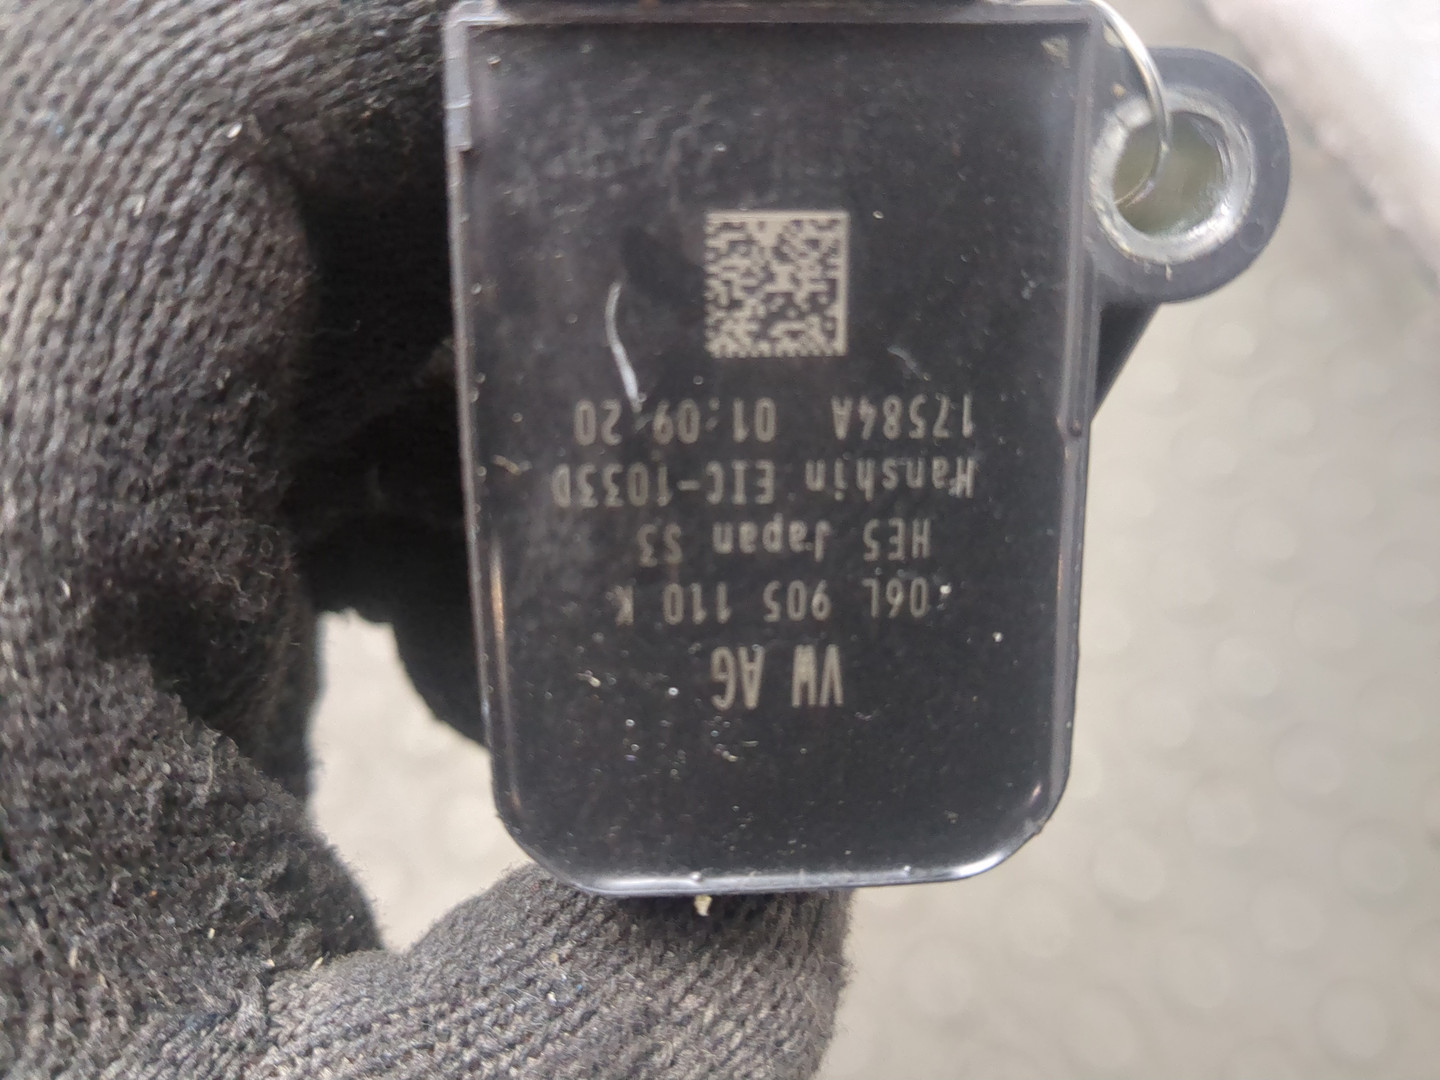 VW AG
06L 905 110 K
HES Japan S3
Hanshin EIC-1033D
17584A 01.09.20